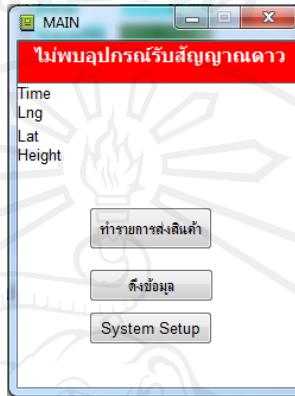 MAIN
ไม่พบอุปกรณ์รับสัญญาณดาว
Time
Lng
Lat
Height
ทำรายการส่งสินค้า
ดึงข้อมูล
System Setup